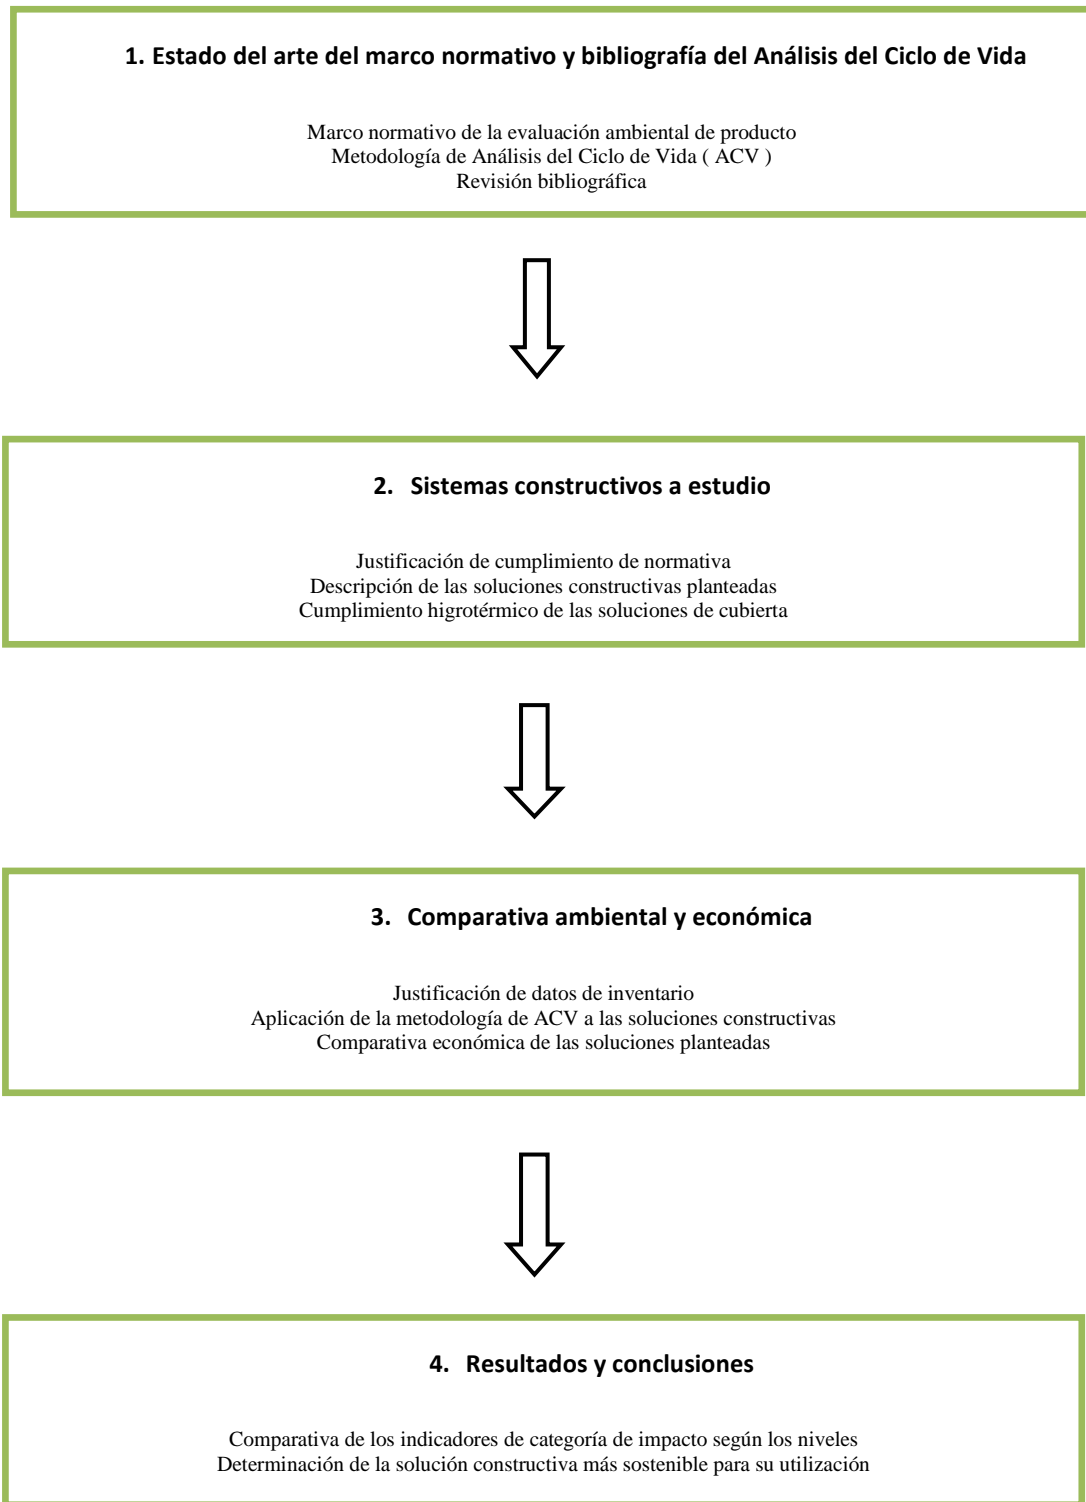 1. Estado del arte del marco normativo y bibliografía del Análisis del Ciclo de Vida
Marco normativo de la evaluación ambiental de producto
Metodología de Análisis del Ciclo de Vida ( ACV )
Revisión bibliográfica
2. Sistemas constructivos a estudio
Justificación de cumplimiento de normativa
Descripción de las soluciones constructivas planteadas
Cumplimiento higrotérmico de las soluciones de cubierta
3. Comparativa ambiental y económica
Justificación de datos de inventario
Aplicación de la metodología de ACV a las soluciones constructivas
Comparativa económica de las soluciones planteadas
4. Resultados y conclusiones
Comparativa de los indicadores de categoría de impacto según los niveles
Determinación de la solución constructiva más sostenible para su utilización